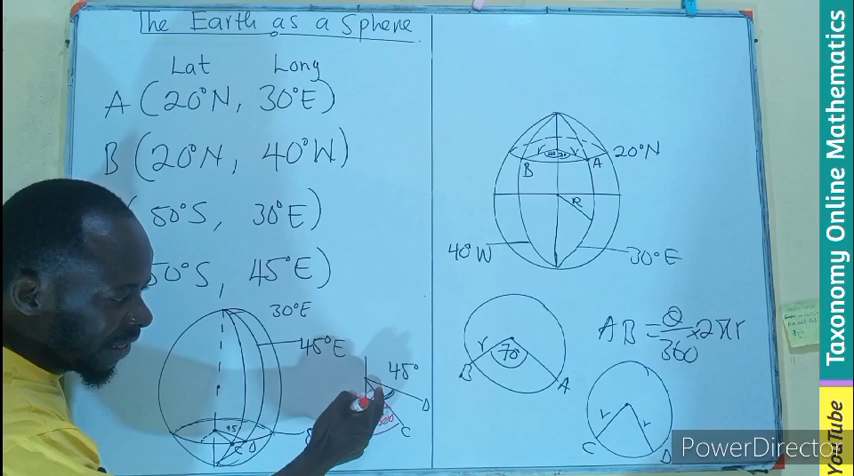 The Earth as a Sphere
Lat Long
A (20°N, 30°E)
B (20°N, 40°W)
50°S, 30°E)
50°S, 45°E)
30°E
45°E
15
45°
D
C
C D
r r
B A 20°N
R
40°W 30°E
r 70°
B A
AB = θ/360 × 2πr
r r
C D
PowerDirector
Taxonomy Online Mathematics
YouTube